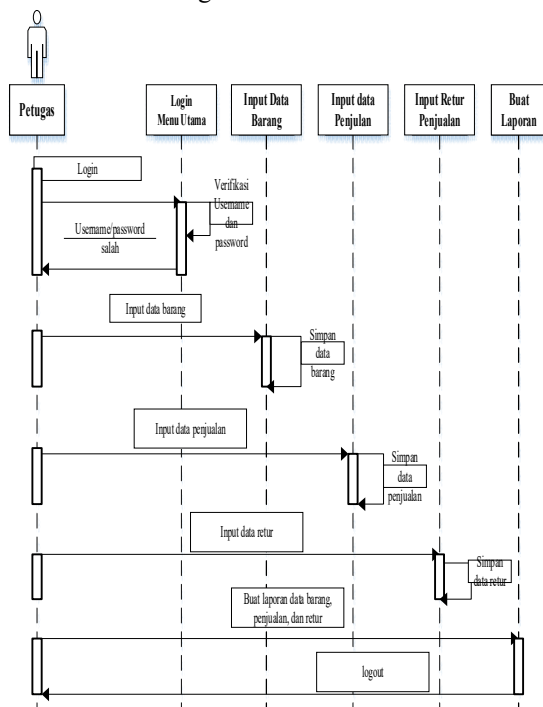 Petugas
Login
Menu Utama
Input Data
Barang
Input data
Penjulan
Input Retur
Penjualan
Buat
Laporan
Login
Verifikasi
Username
dan
password
Username/password
salah
Input data barang
Simpan
data
barang
Input data penjualan
Simpan
data
penjualan
Input data retur
Simpan
data retur
Buat laporan data barang,
penjualan, dan retur
logout